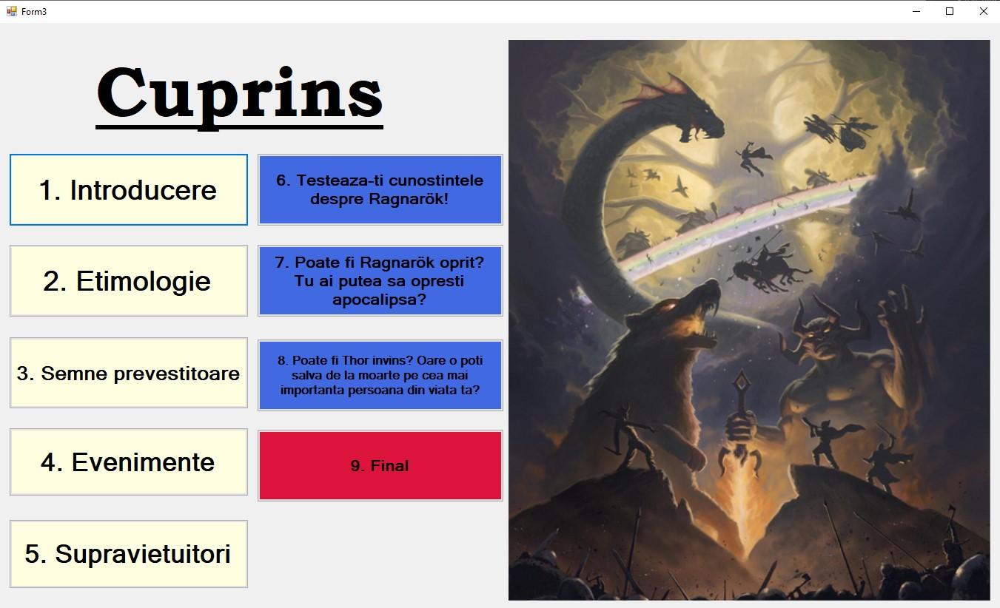 Form3
Cuprins
1. Introducere
2. Etimologie
3. Semne prevestitoare
4. Evenimente
5. Supravietuitori
6. Testeaza-ti cunostintele
despre Ragnarök!
7. Poate fi Ragnarök oprit?
Tu ai putea sa opresti
apocalipsa?
8. Poate fi Thor invins? Oare o poti
salva de la moarte pe cea mai
importanta persoana din viata ta?
9. Final